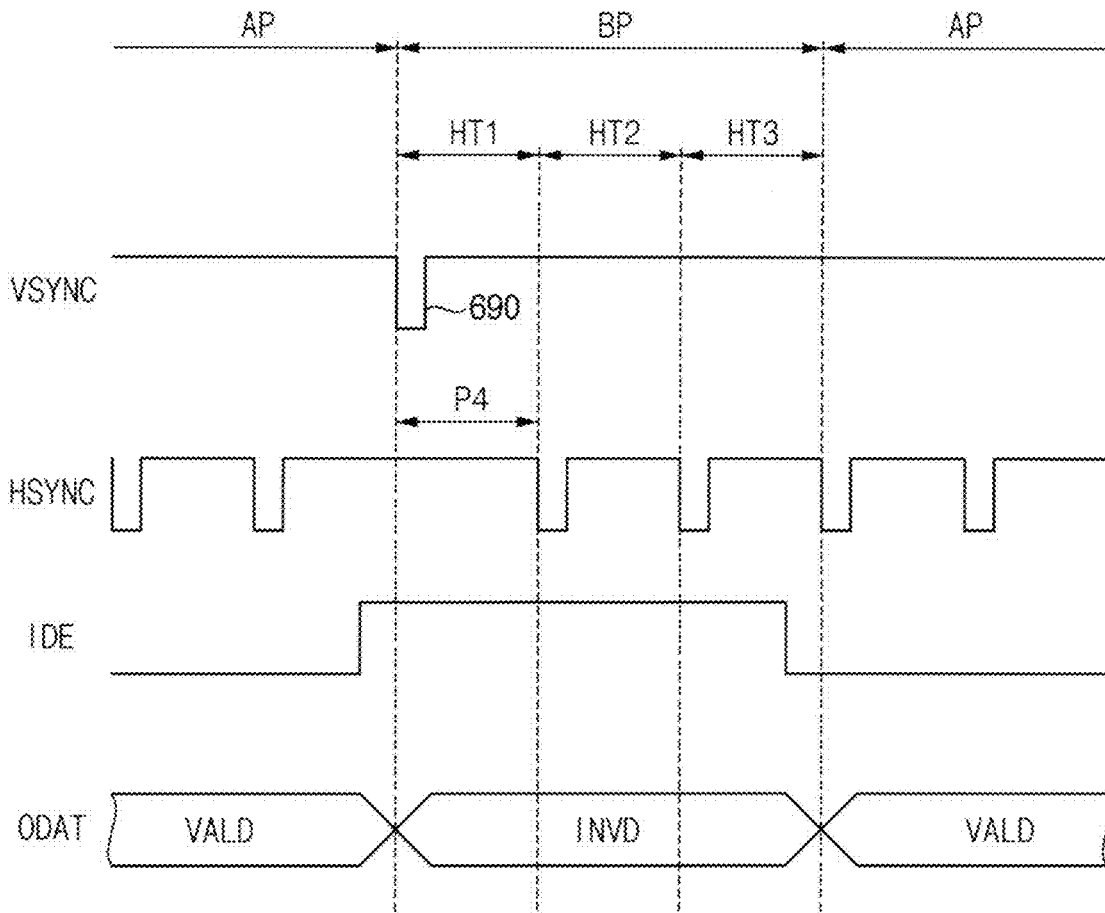 AP BP AP
HT1 HT2 HT3
VSYNC
690
P4
HSYNC
IDE
ODAT VALD INVD VALD